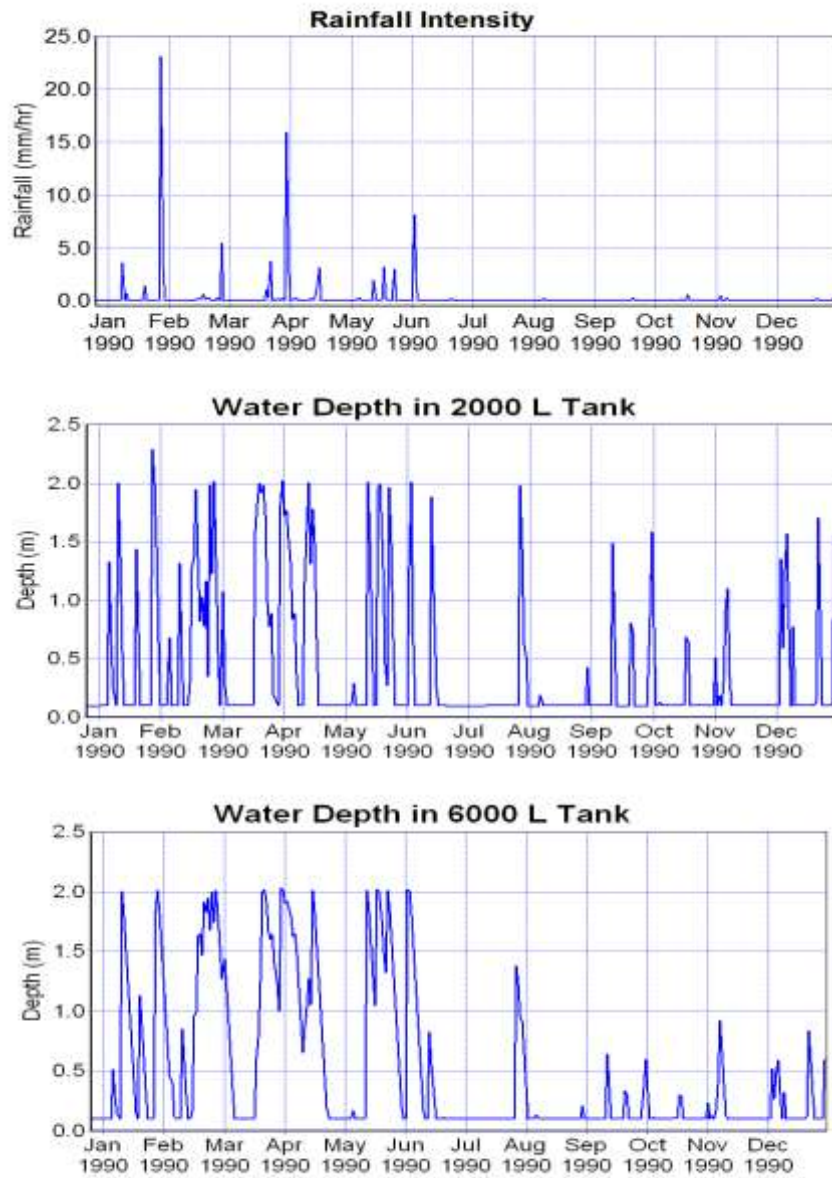 Rainfall Intensity
25.0
20.0
15.0
10.0
5.0
0.0
Rainfall (mm/hr)
Jan Feb Mar Apr May Jun Jul Aug Sep Oct Nov Dec
1990 1990 1990 1990 1990 1990 1990 1990 1990 1990 1990 1990
Water Depth in 2000 L Tank
2.5
2.0
1.5
1.0
0.5
0.0
Depth (m)
Jan Feb Mar Apr May Jun Jul Aug Sep Oct Nov Dec
1990 1990 1990 1990 1990 1990 1990 1990 1990 1990 1990 1990
Water Depth in 6000 L Tank
2.5
2.0
1.5
1.0
0.5
0.0
Depth (m)
Jan Feb Mar Apr May Jun Jul Aug Sep Oct Nov Dec
1990 1990 1990 1990 1990 1990 1990 1990 1990 1990 1990 1990